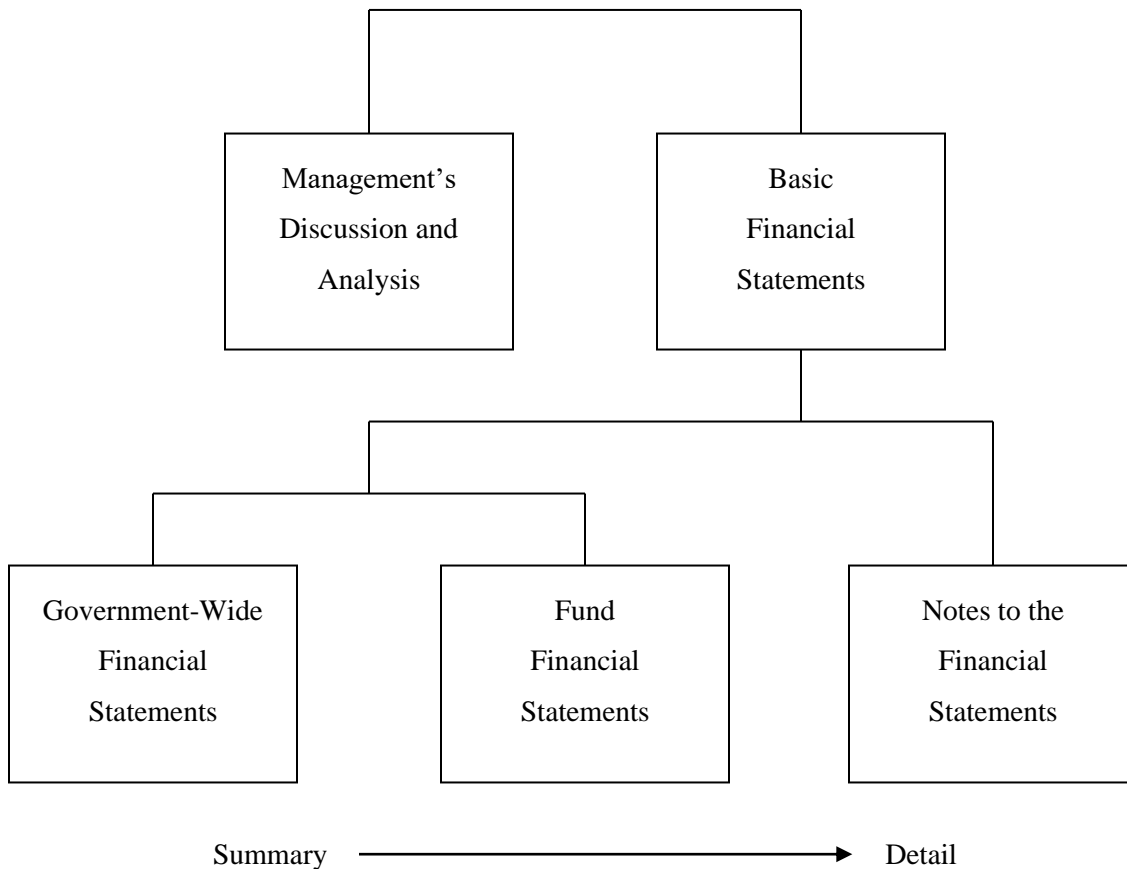 Management’s
Discussion and
Analysis
Basic
Financial
Statements
Government-Wide
Financial
Statements
Fund
Financial
Statements
Notes to the
Financial
Statements
Summary
Detail